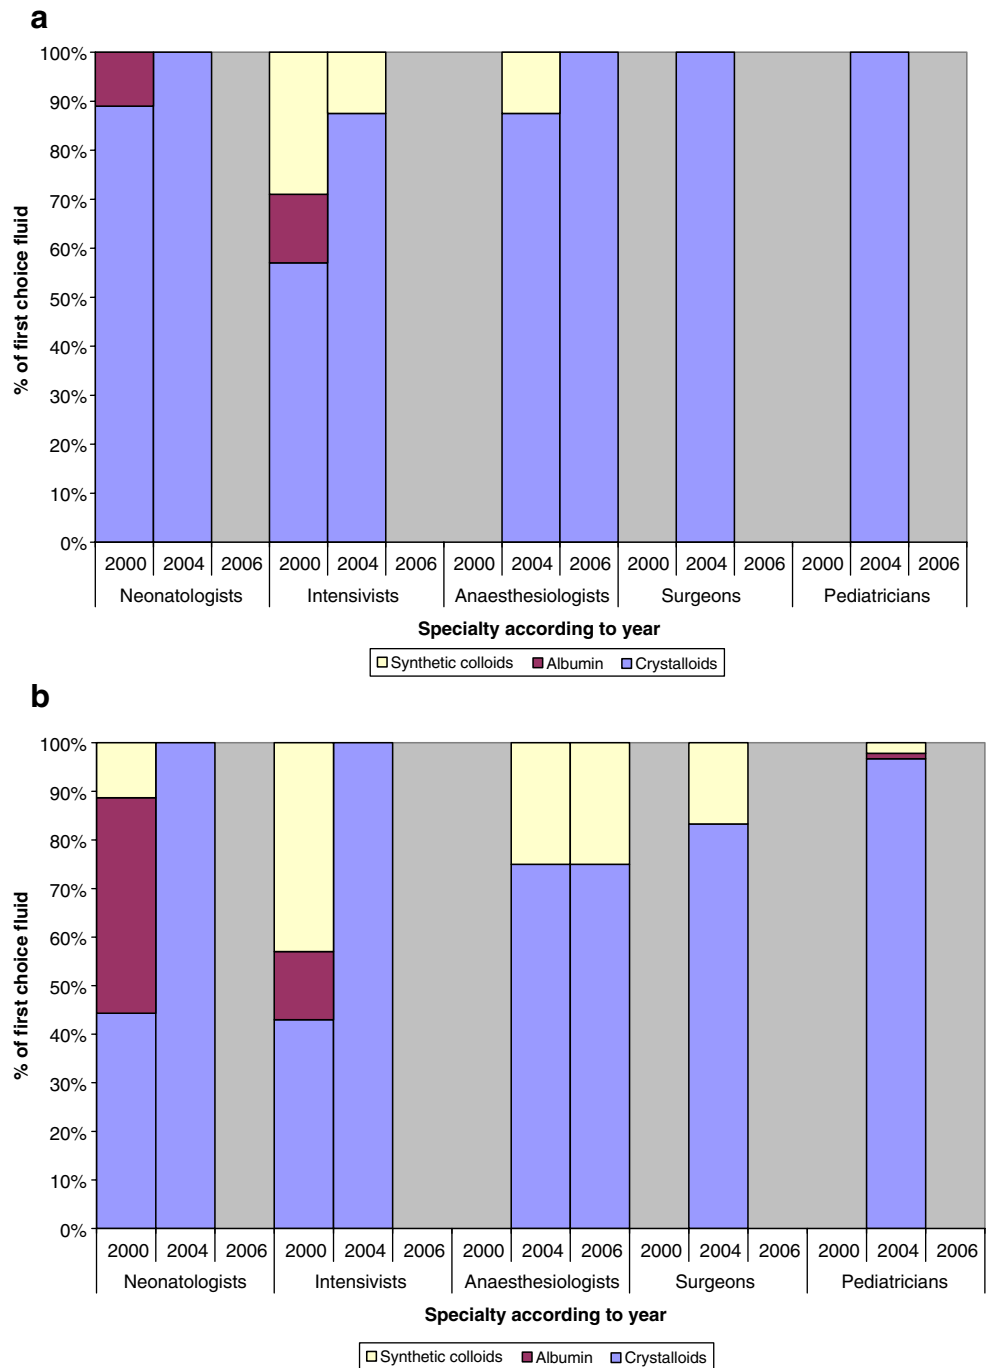 a
100%
90%
80%
70%
60%
50%
40%
30%
20%
10%
0%
% of first choice fluid
2000 2004 2006 2000 2004 2006 2000 2004 2006 2000 2004 2006 2000 2004 2006
Neonatologists Intensivists Anaesthesiologists Surgeons Pediatricians
Specialty according to year
Synthetic colloids Albumin Crystalloids
b
100%
90%
80%
70%
60%
50%
40%
30%
20%
10%
0%
% of first choice fluid
2000 2004 2006 2000 2004 2006 2000 2004 2006 2000 2004 2006 2000 2004 2006
Neonatologists Intensivists Anaesthesiologists Surgeons Pediatricians
Specialty according to year
Synthetic colloids Albumin Crystalloids